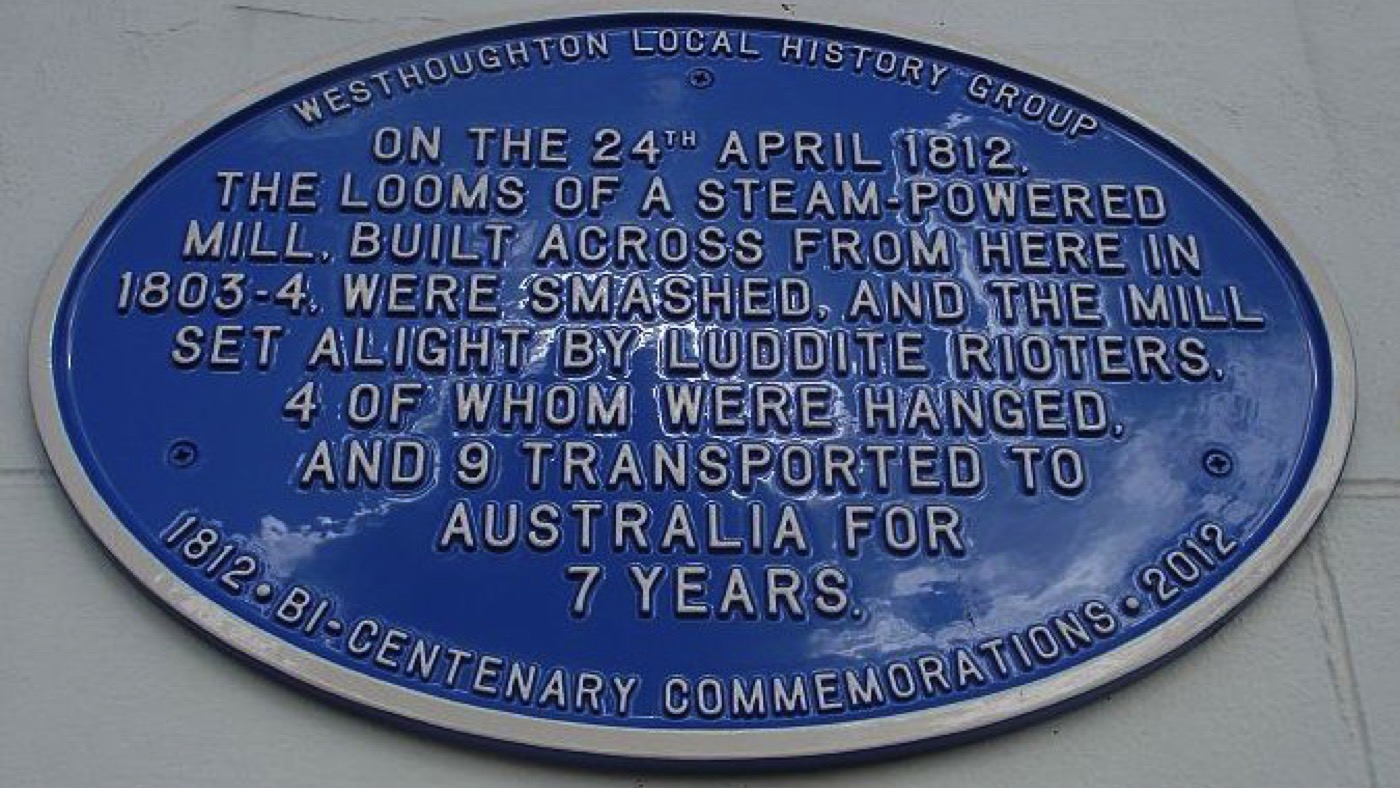 WESTHOUGHTON LOCAL HISTORY GROUP
ON THE 24TH APRIL 1812,
THE LOOMS OF A STEAM-POWERED
MILL, BUILT ACROSS FROM HERE IN
1803-4, WERE SMASHED, AND THE MILL
SET ALIGHT BY LUDDITE RIOTERS,
4 OF WHOM WERE HANGED,
AND 9 TRANSPORTED TO
AUSTRALIA FOR
7 YEARS.
1812 • BI-CENTENARY COMMEMORATIONS • 2012